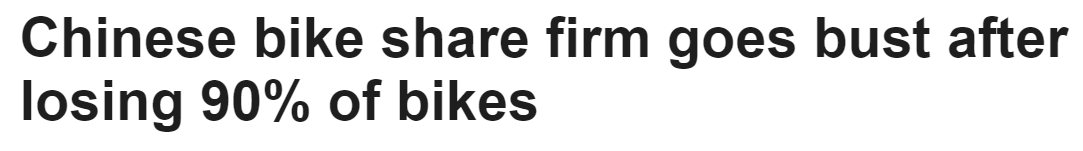 Chinese bike share firm goes bust after
losing 90% of bikes